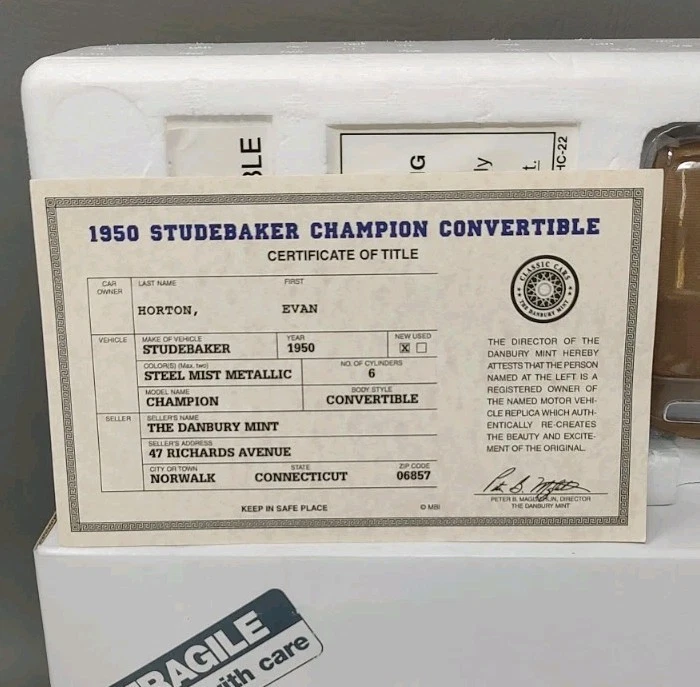 BLE
G
ly
t.
HC-22
1950 STUDEBAKER CHAMPION CONVERTIBLE
CERTIFICATE OF TITLE
CAR OWNER
LAST NAME FIRST
HORTON, EVAN
VEHICLE
MAKE OF VEHICLE YEAR NEW USED
STUDEBAKER 1950 X
COLOR(S) (Max. two) NO. OF CYLINDERS
STEEL MIST METALLIC 6
MODEL NAME BODY STYLE
CHAMPION CONVERTIBLE
SELLER
SELLER'S NAME
THE DANBURY MINT
SELLER'S ADDRESS
47 RICHARDS AVENUE
CITY OR TOWN STATE ZIP CODE
NORWALK CONNECTICUT 06857
KEEP IN SAFE PLACE
© MBI
CLASSIC CARS
THE DANBURY MINT
THE DIRECTOR OF THE
DANBURY MINT HEREBY
ATTESTS THAT THE PERSON
NAMED AT THE LEFT IS A
REGISTERED OWNER OF
THE NAMED MOTOR VEHI-
CLE REPLICA WHICH AUTH-
ENTICALLY RE-CREATES
THE BEAUTY AND EXCITE-
MENT OF THE ORIGINAL.
PETER B. DIRECTOR
THE DANBURY MINT
RAGILE
ith care